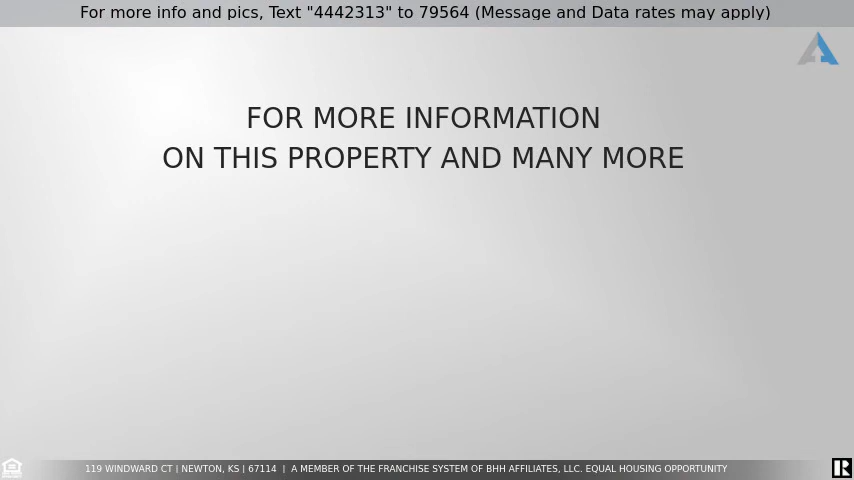 For more info and pics, Text "4442313" to 79564 (Message and Data rates may apply)
FOR MORE INFORMATION
ON THIS PROPERTY AND MANY MORE
119 WINDWARD CT | NEWTON, KS | 67114 | A MEMBER OF THE FRANCHISE SYSTEM OF BHH AFFILIATES, LLC. EQUAL HOUSING OPPORTUNITY